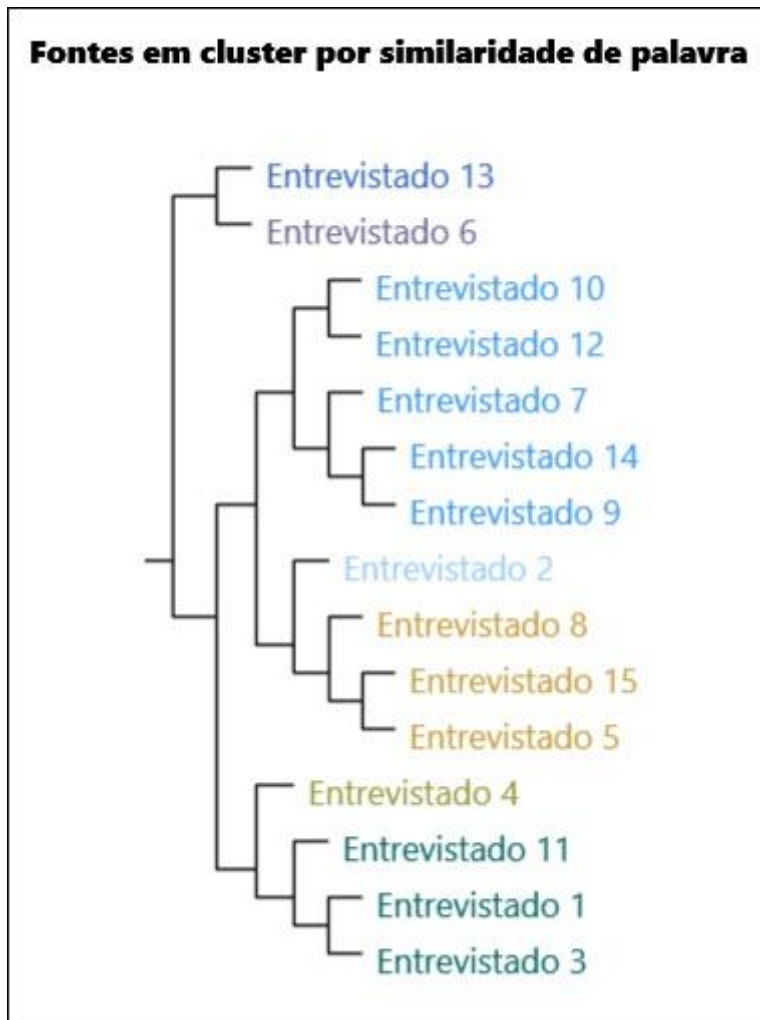 Fontes em cluster por similaridade de palavra
Entrevistado 13
Entrevistado 6
Entrevistado 10
Entrevistado 12
Entrevistado 7
Entrevistado 14
Entrevistado 9
Entrevistado 2
Entrevistado 8
Entrevistado 15
Entrevistado 5
Entrevistado 4
Entrevistado 11
Entrevistado 1
Entrevistado 3